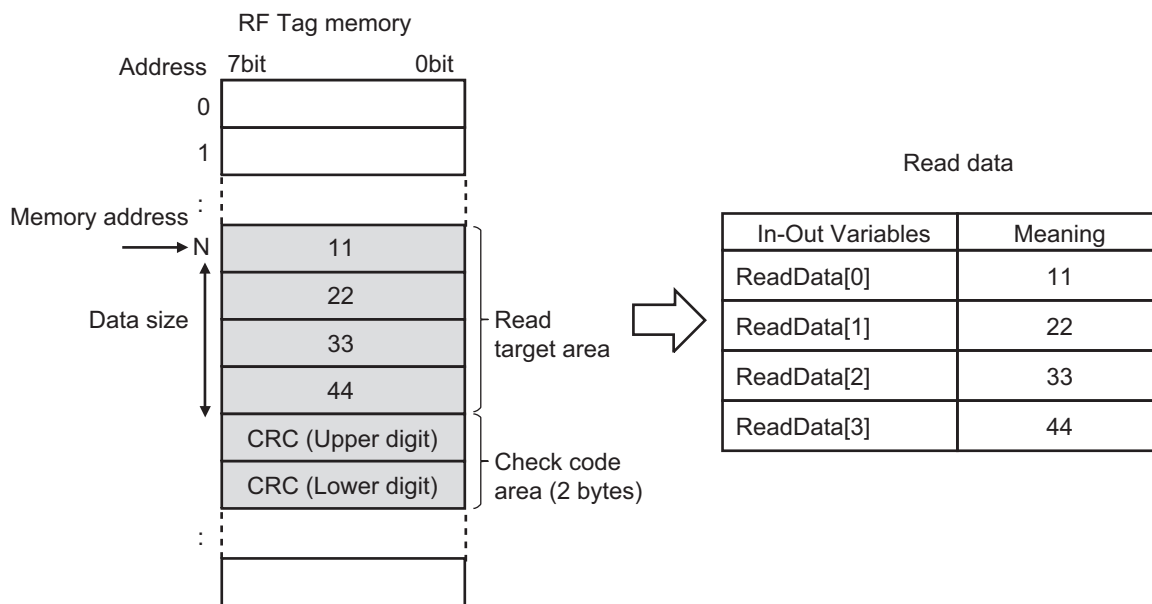 RF Tag memory
Address 7bit 0bit
0
1
:
Memory address
N 11
Data size
22
33
44
Read
target area
CRC (Upper digit)
CRC (Lower digit)
Check code
area (2 bytes)
:
Read data
In-Out Variables Meaning
ReadData[0] 11
ReadData[1] 22
ReadData[2] 33
ReadData[3] 44